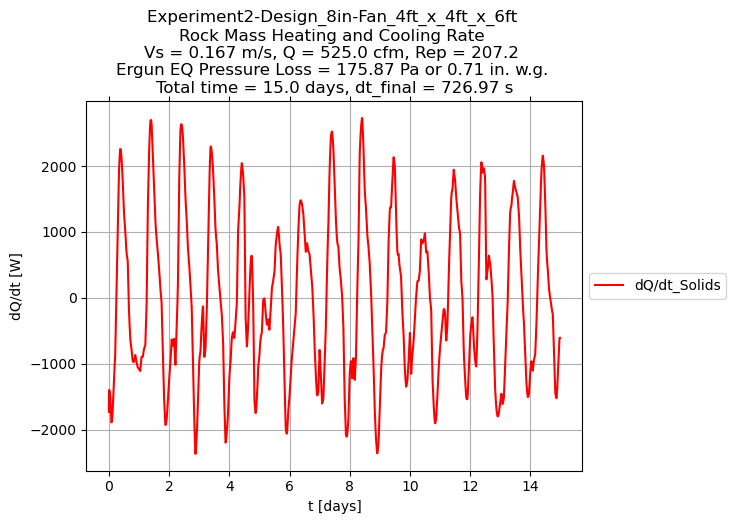 Experiment2-Design_8in-Fan_4ft_x_4ft_x_6ft
Rock Mass Heating and Cooling Rate
Vs = 0.167 m/s, Q = 525.0 cfm, Rep = 207.2
Ergun EQ Pressure Loss = 175.87 Pa or 0.71 in. w.g.
Total time = 15.0 days, dt_final = 726.97 s
2000
1000
0
−1000
−2000
dQ/dt [W]
dQ/dt_Solids
0 2 4 6 8 10 12 14
t [days]